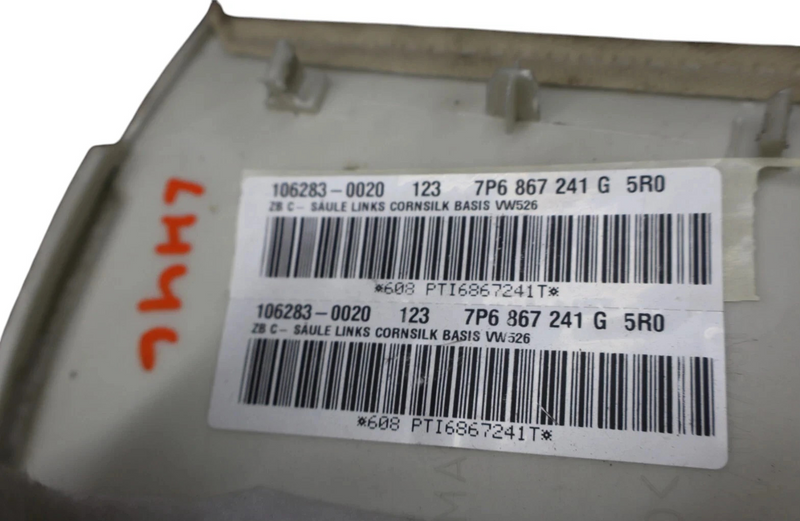 106283-0020 123 7P6 867 241 G 5R0
ZB C- SÄULE LINKS CORNSILK BASIS VW526
*608 PTI6867241T*
106283-0020 123 7P6 867 241 G 5R0
ZB C- SÄULE LINKS CORNSILK BASIS VW526
*608 PTI6867241T*